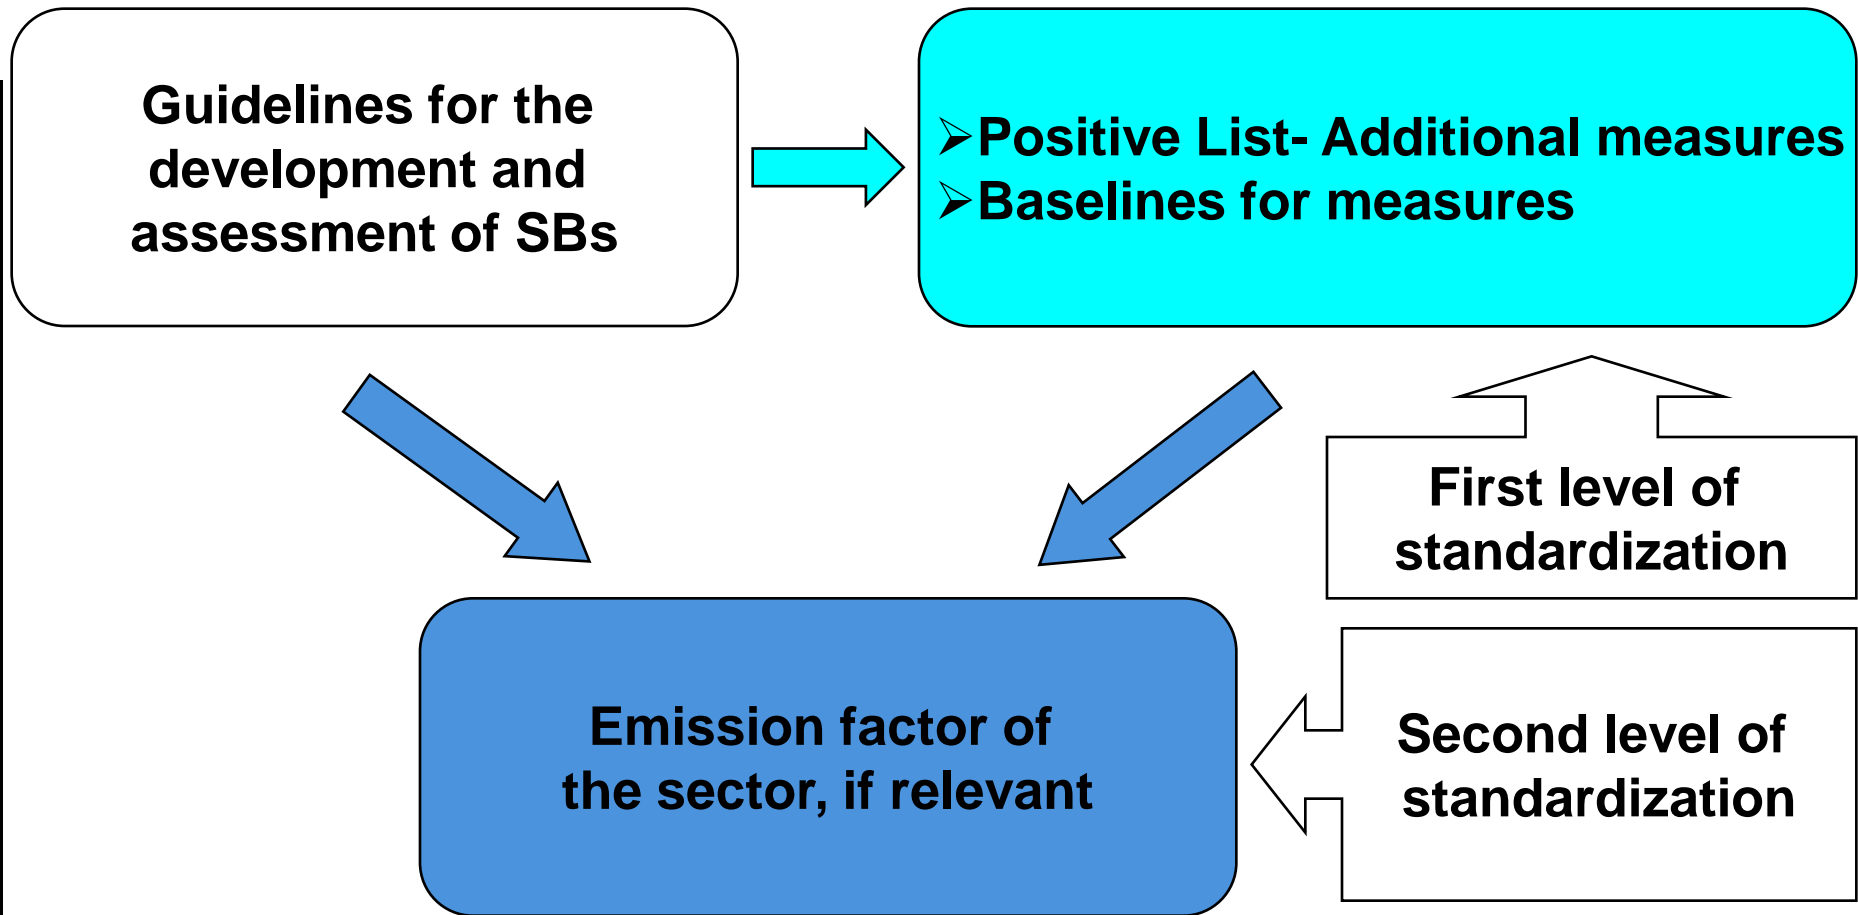 Guidelines for the
development and
assessment of SBs
➢Positive List- Additional measures
➢Baselines for measures
First level of
standardization
Emission factor of
the sector, if relevant
Second level of
standardization